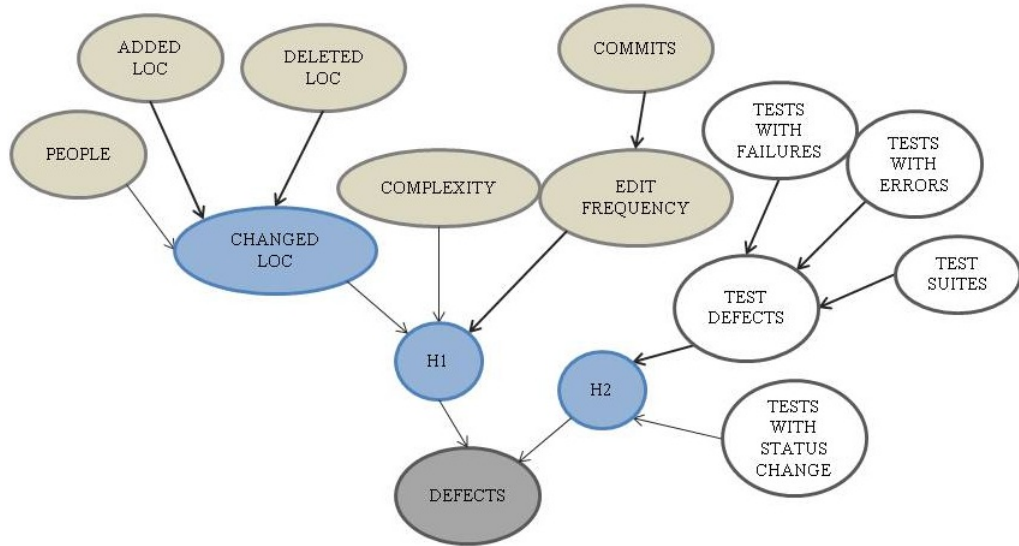 ADDED
LOC
DELETED
LOC
COMMITS
PEOPLE
COMPLEXITY
EDIT
FREQUENCY
TESTS
WITH
FAILURES
TESTS
WITH
ERRORS
CHANGED
LOC
TEST
DEFECTS
TEST
SUITES
H1
H2
TESTS
WITH
STATUS
CHANGE
DEFECTS